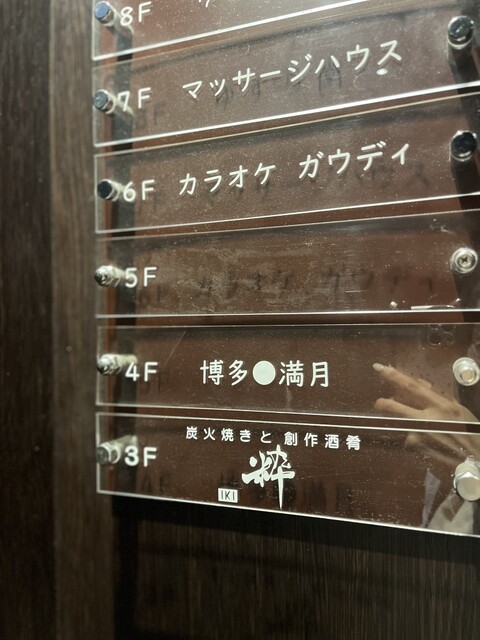 8F
7F マッサージハウス
6F カラオケ ガウディ
5F
4F 博多●満月
3F 炭火焼きと 創作酒肴
粋
IKI